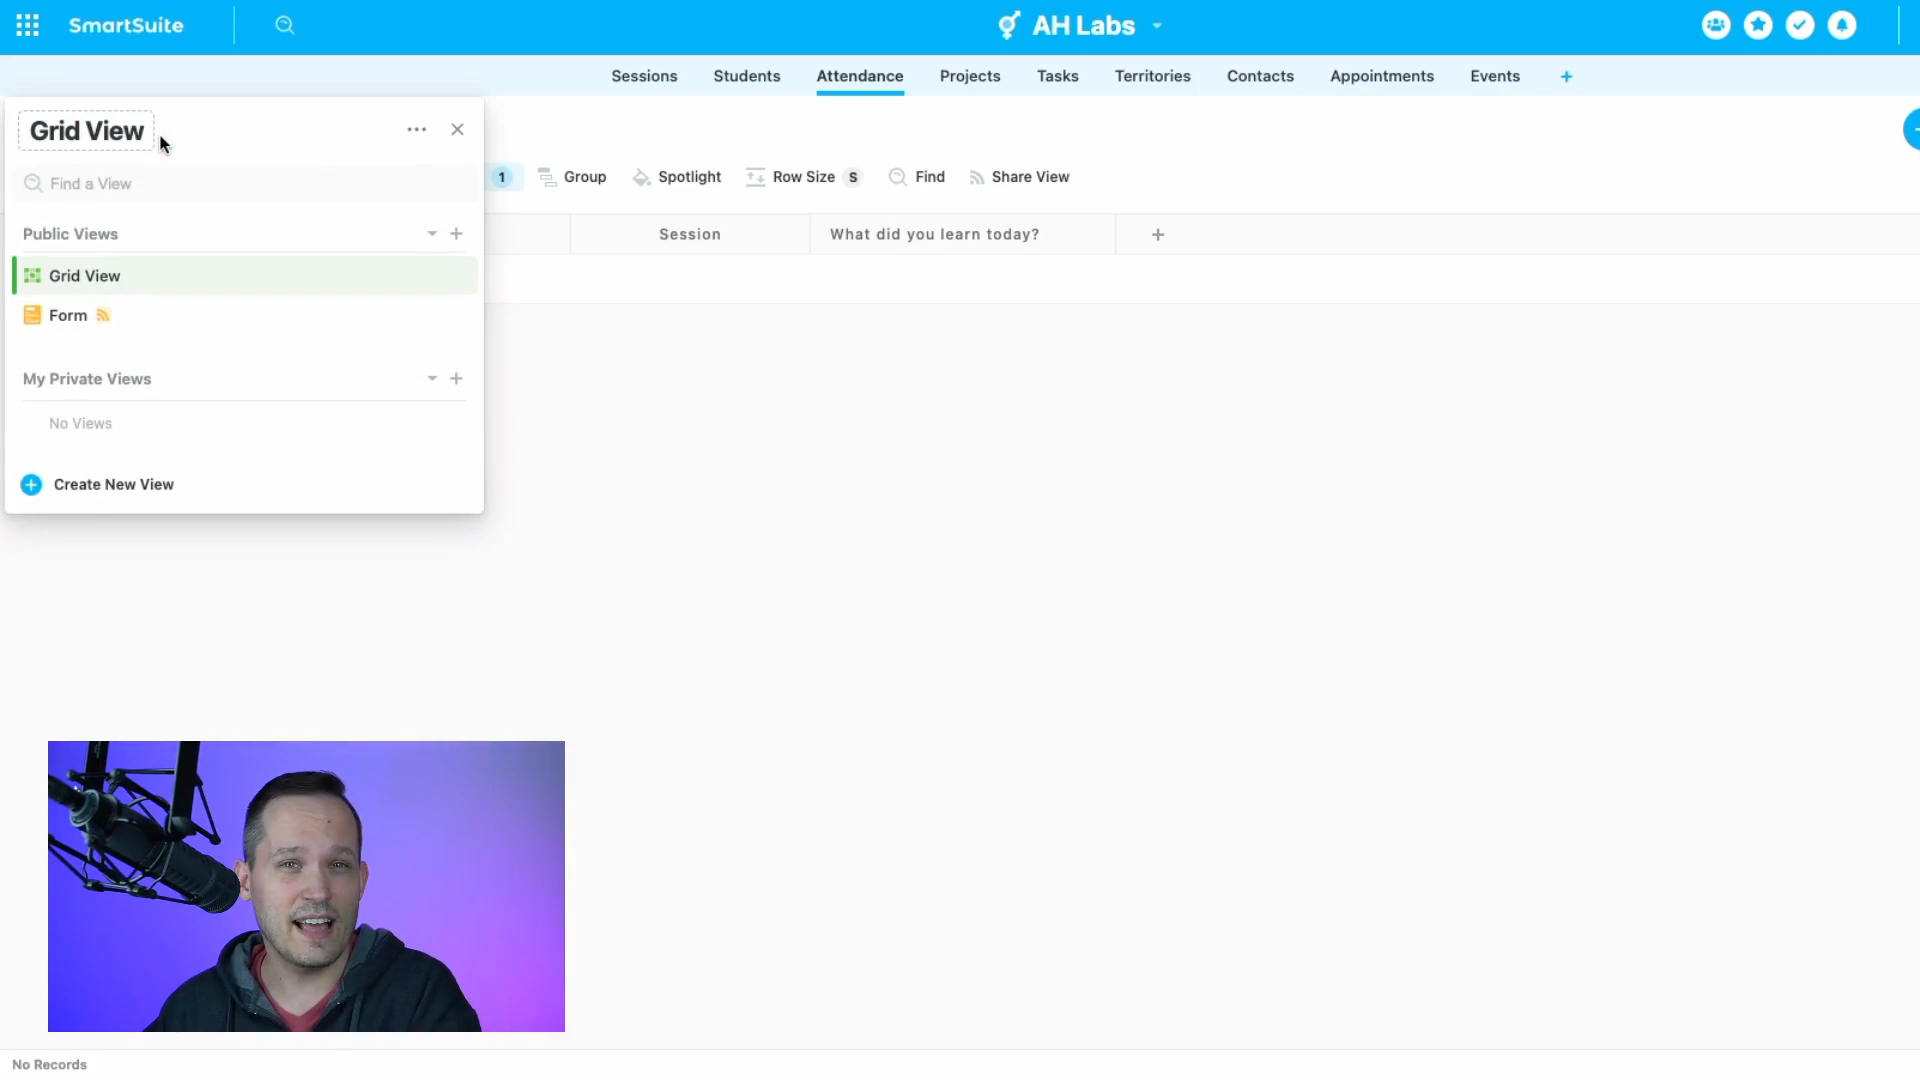 SmartSuite
AH Labs
Sessions
Students
Attendance
Projects
Tasks
Territories
Contacts
Appointments
Events
+
Grid View
Find a View
1
Group
Spotlight
Row Size S
Find
Share View
Public Views
Session
What did you learn today?
Grid View
Form
My Private Views
No Views
Create New View
No Records